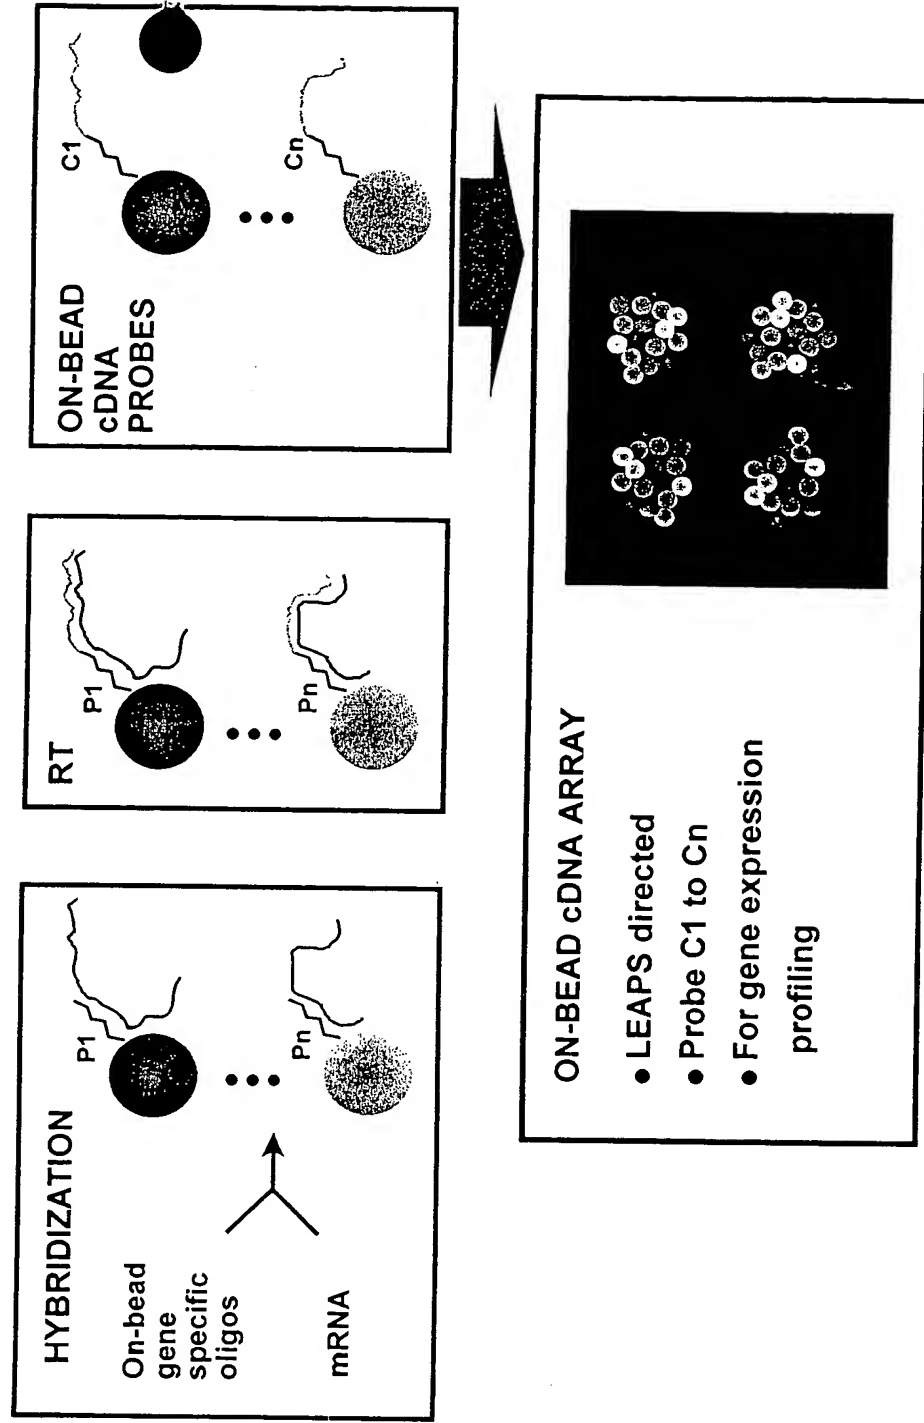 HYBRIDIZATION
On-bead
gene
specific
oligos
mRNA
P1
Pn
RT
P1
Pn
ON-BEAD
cDNA
PROBES
C1
Cn
ON-BEAD cDNA ARRAY
● LEAPS directed
● Probe C1 to Cn
● For gene expression
profiling